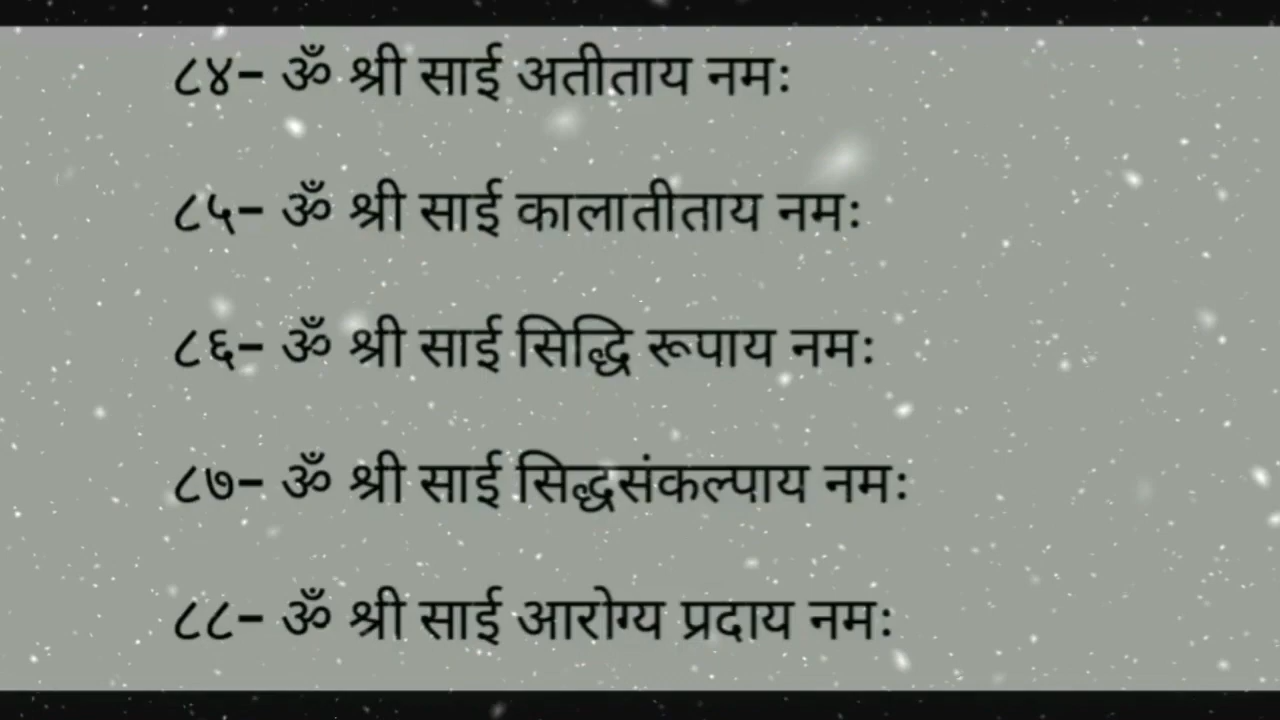 ८४- ॐ श्री साई अतीताय नमः
८५- ॐ श्री साई कालातीताय नमः
८६- ॐ श्री साई सिद्धि रूपाय नमः
८७- ॐ श्री साई सिद्धसंकल्पाय नमः
८८- ॐ श्री साई आरोग्य प्रदाय नमः